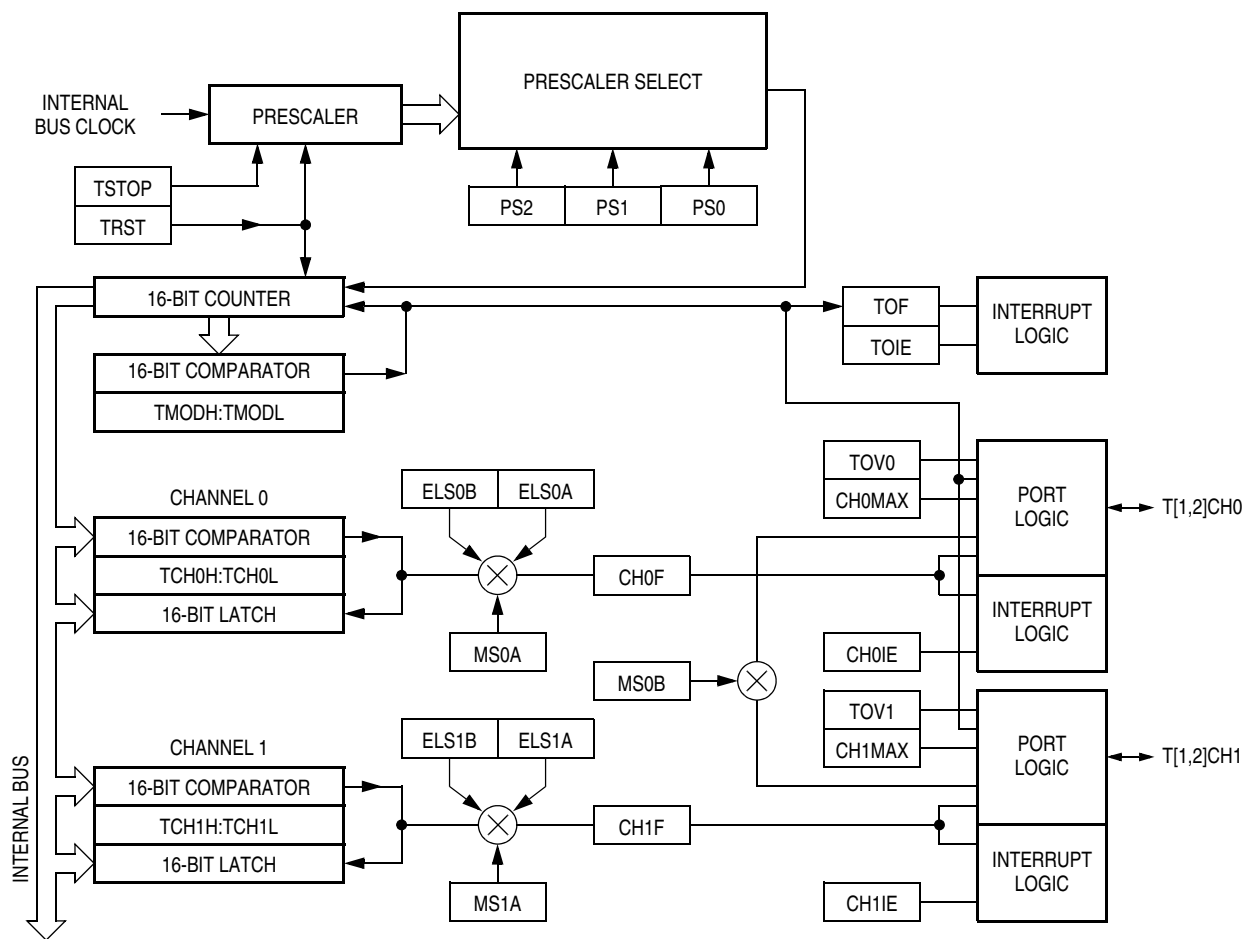 PRESCALER SELECT
INTERNAL
BUS CLOCK
PRESCALER
TSTOP
TRST
PS2
PS1
PS0
16-BIT COUNTER
TOF
TOIE
INTERRUPT
LOGIC
16-BIT COMPARATOR
TMODH:TMODL
CHANNEL 0
ELS0B
ELS0A
TOV0
CH0MAX
PORT
LOGIC
T[1,2]CH0
16-BIT COMPARATOR
TCH0H:TCH0L
16-BIT LATCH
CH0F
MS0A
INTERRUPT
LOGIC
CH0IE
MS0B
CHANNEL 1
ELS1B
ELS1A
TOV1
CH1MAX
PORT
LOGIC
T[1,2]CH1
16-BIT COMPARATOR
TCH1H:TCH1L
16-BIT LATCH
CH1F
MS1A
INTERRUPT
LOGIC
CH1IE
INTERNAL BUS